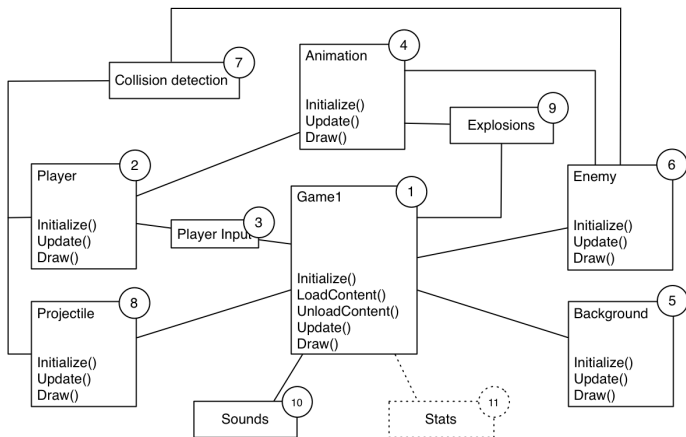 7
Collision detection
4
Animation
Initialize()
Update()
Draw()
9
Explosions
2
Player
Initialize()
Update()
Draw()
3
Player Input
1
Game1
Initialize()
LoadContent()
UnloadContent()
Update()
Draw()
6
Enemy
Initialize()
Update()
Draw()
8
Projectile
Initialize()
Update()
Draw()
5
Background
Initialize()
Update()
Draw()
10
Sounds
11
Stats